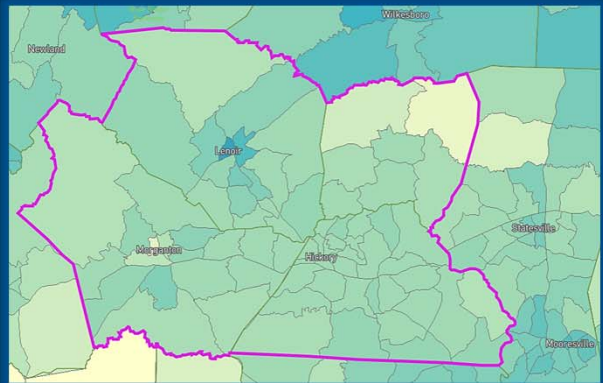 Wilkesboro
Newland
Lenoir
Statesville
Morganton
Hickory
Mooresville